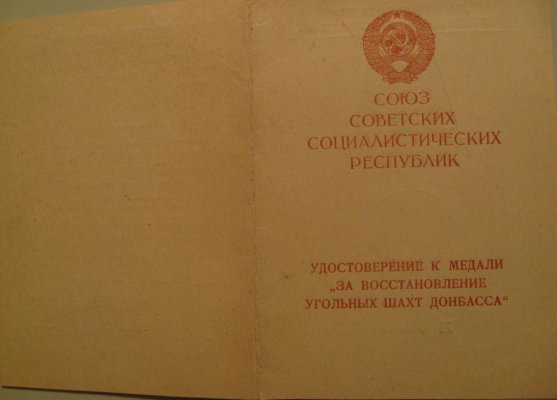 СОЮЗ
СОВЕТСКИХ
СОЦИАЛИСТИЧЕСКИХ
РЕСПУБЛИК
УДОСТОВЕРЕНИЕ К МЕДАЛИ
„ЗА ВОССТАНОВЛЕНИЕ
УГОЛЬНЫХ ШАХТ ДОНБАССА“